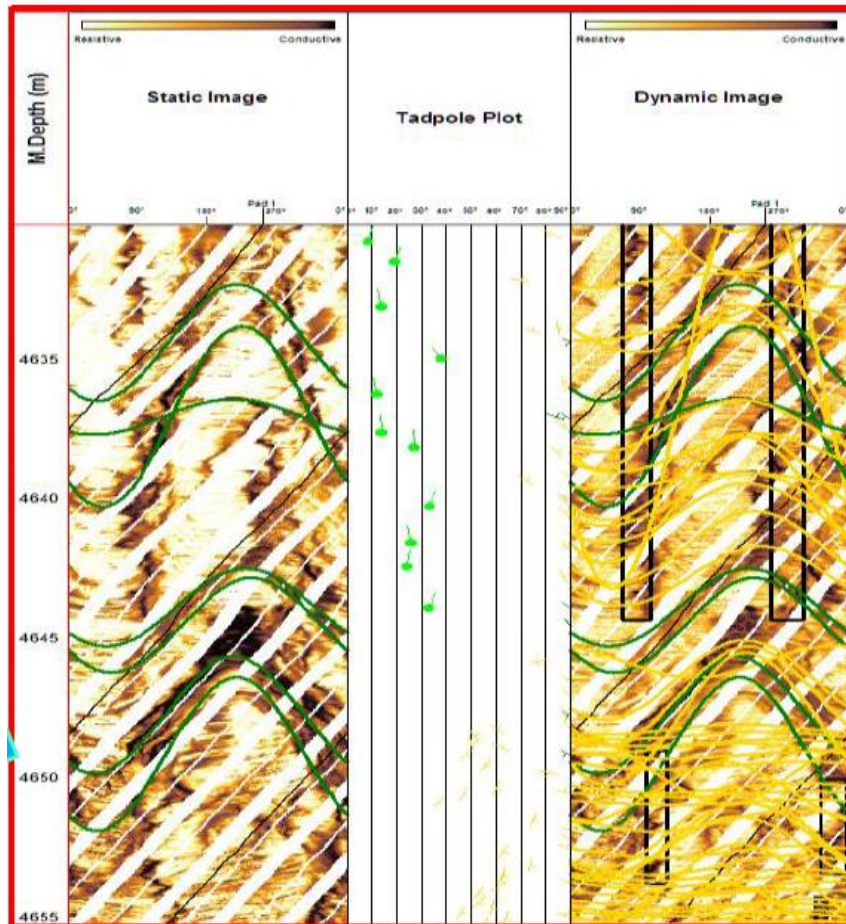 Resistive Conductive
Resistive Conductive
M.Depth (m)
Static Image
Tadpole Plot
Dynamic Image
Pad 1
Pad 1
0° 90° 180° 270° 0°
0° 10° 20° 30° 40° 50° 60° 70° 80° 90°
0° 90° 180° 270° 0°
4635
4640
4645
4650
4655